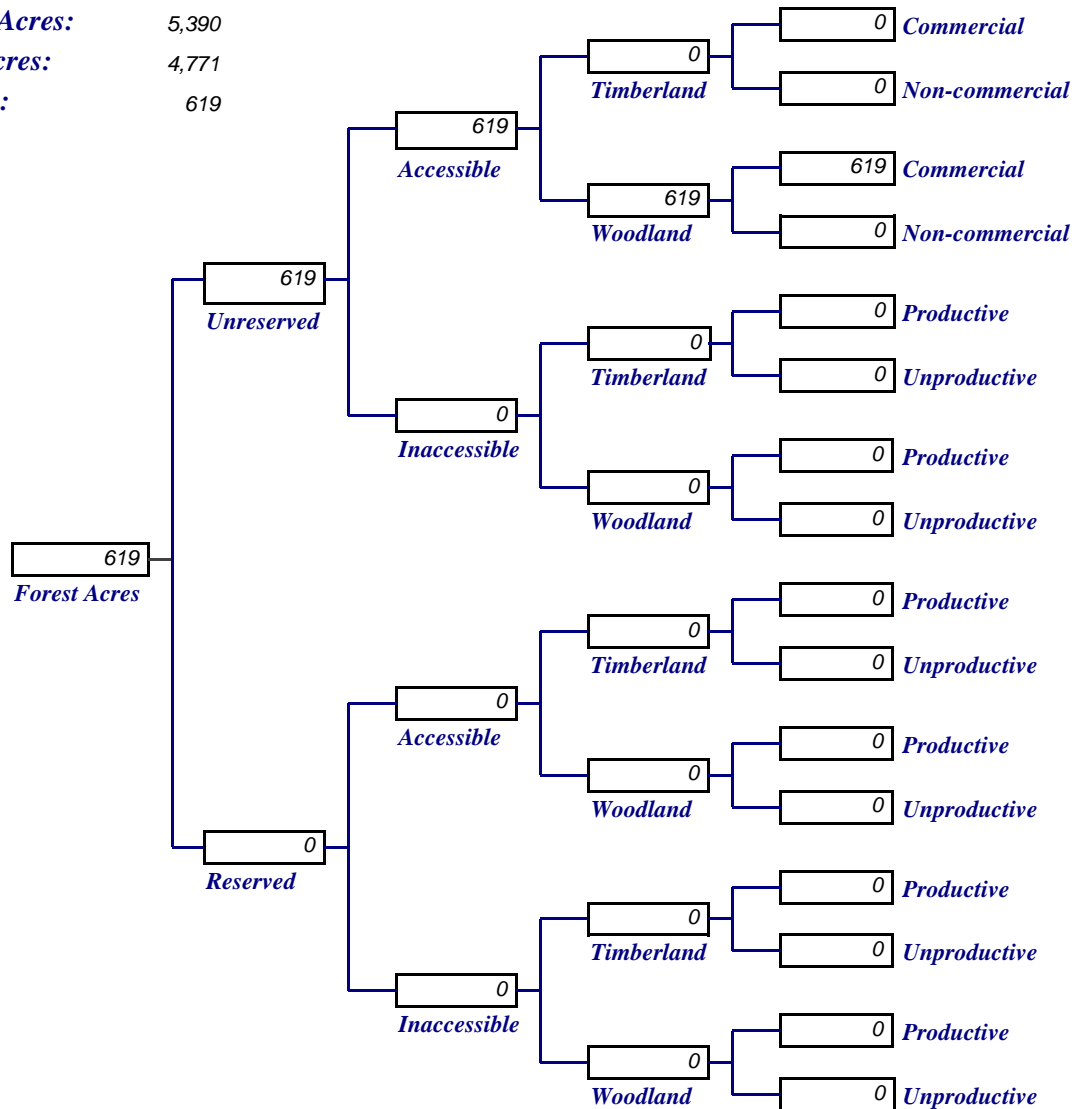 Acres: 5,390
cres: 4,771
: 619
0 Commercial
0
Timberland
0 Non-commercial
619
Accessible
619 Commercial
619
Woodland
0 Non-commercial
619
Unreserved
0 Productive
0
Timberland
0 Unproductive
0
Inaccessible
0 Productive
0
Woodland
0 Unproductive
619
Forest Acres
0 Productive
0
Timberland
0 Unproductive
0
Accessible
0 Productive
0
Woodland
0 Unproductive
0
Reserved
0 Productive
0
Timberland
0 Unproductive
0
Inaccessible
0 Productive
0
Woodland
0 Unproductive